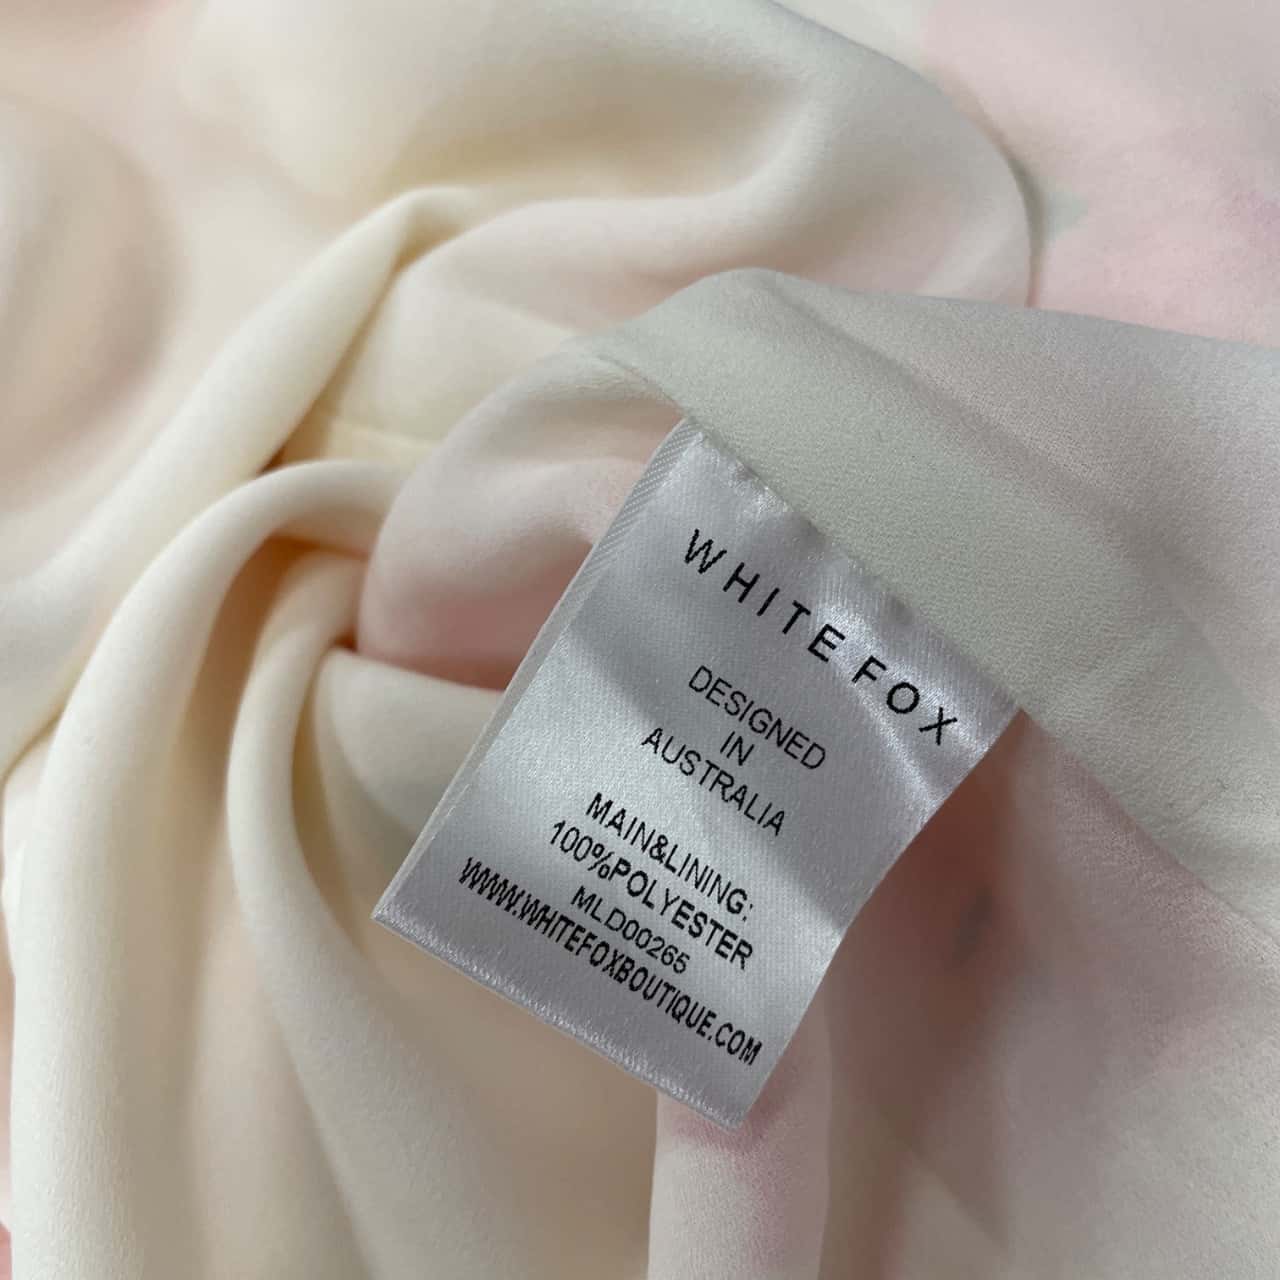 WHITE FOX
DESIGNED
IN
AUSTRALIA
MAIN&LINING:
100%POLYESTER
MLD00265
WWW.WHITEFOXBOUTIQUE.COM